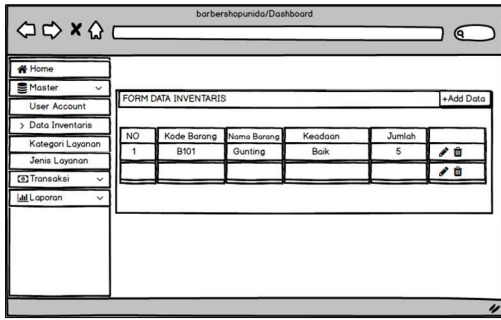 barbershopunida/Dashboard
Home
Master
User Account
> Data Inventaris
Kategori Layanan
Jenis Layanan
Transaksi
Laporan
FORM DATA INVENTARIS
+Add Data
NO Kode Barang Nama Barang Keadaan Jumlah
1 B101 Gunting Baik 5